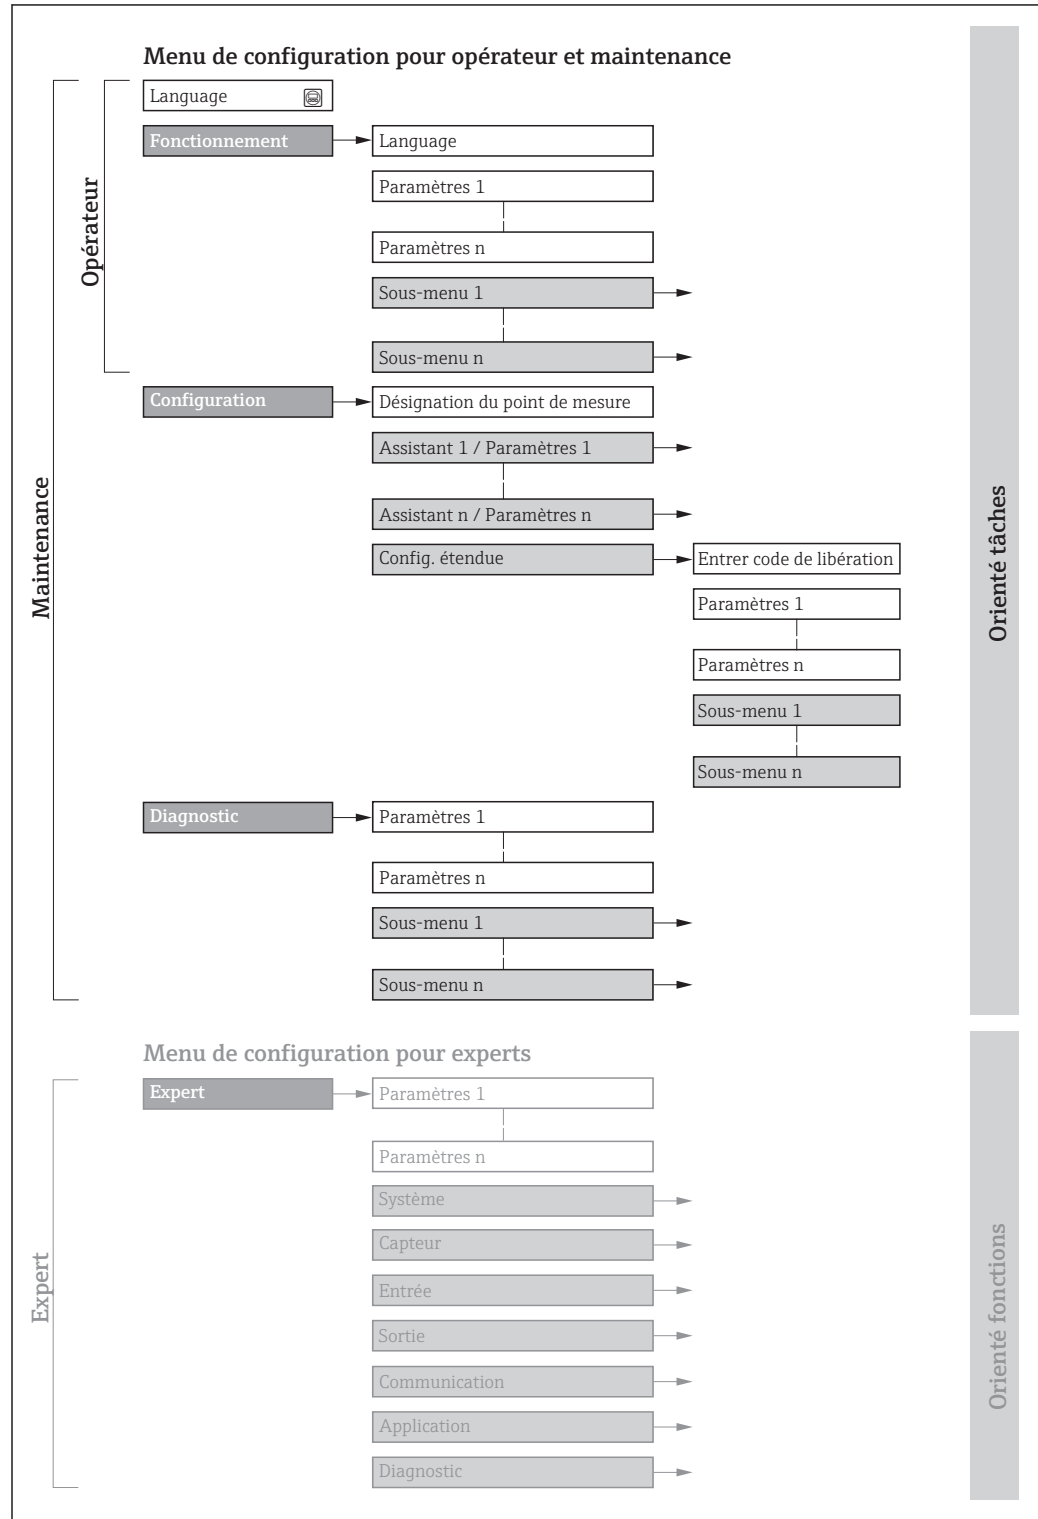 Menu de configuration pour opérateur et maintenance
Language
Fonctionnement
Language
Paramètres 1
Paramètres n
Sous-menu 1
Sous-menu n
Opérateur
Configuration
Désignation du point de mesure
Assistant 1 / Paramètres 1
Assistant n / Paramètres n
Config. étendue
Entrer code de libération
Paramètres 1
Paramètres n
Sous-menu 1
Sous-menu n
Maintenance
Orienté tâches
Diagnostic
Paramètres 1
Paramètres n
Sous-menu 1
Sous-menu n
Menu de configuration pour experts
Expert
Paramètres 1
Paramètres n
Système
Capteur
Entrée
Sortie
Communication
Application
Diagnostic
Expert
Orienté fonctions